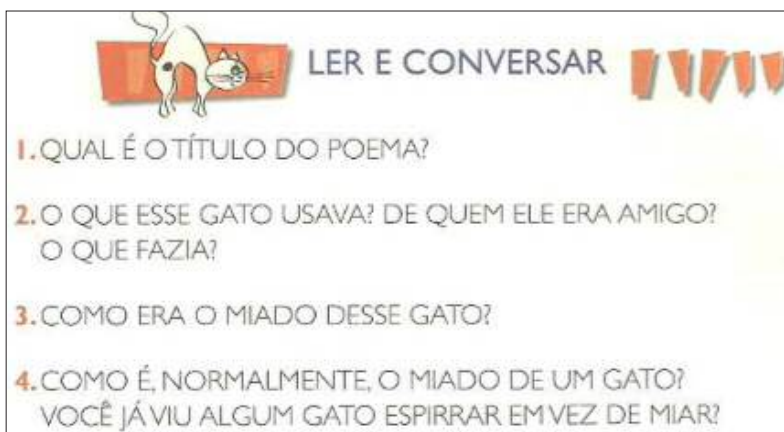 LER E CONVERSAR
1. QUAL É O TÍTULO DO POEMA?
2. O QUE ESSE GATO USAVA? DE QUEM ELE ERA AMIGO?
O QUE FAZIA?
3. COMO ERA O MIADO DESSE GATO?
4. COMO É, NORMALMENTE, O MIADO DE UM GATO?
VOCÊ JÁ VIU ALGUM GATO ESPIRRAR EM VEZ DE MIAR?